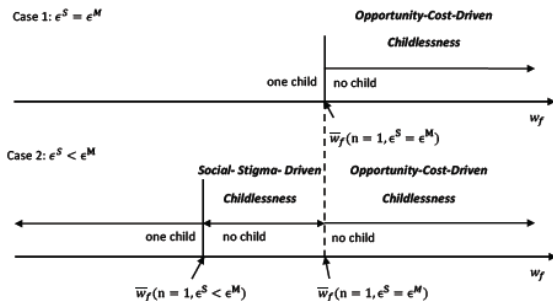 Case 1: ϵ^S = ϵ^M
Opportunity-Cost-Driven
Childlessness
one child no child
w_f
w̅_f(n = 1, ϵ^S = ϵ^M)
Case 2: ϵ^S < ϵ^M
Social- Stigma- Driven Opportunity-Cost-Driven
Childlessness Childlessness
one child no child no child
w_f
w̅_f(n = 1, ϵ^S < ϵ^M) w̅_f(n = 1, ϵ^S = ϵ^M)